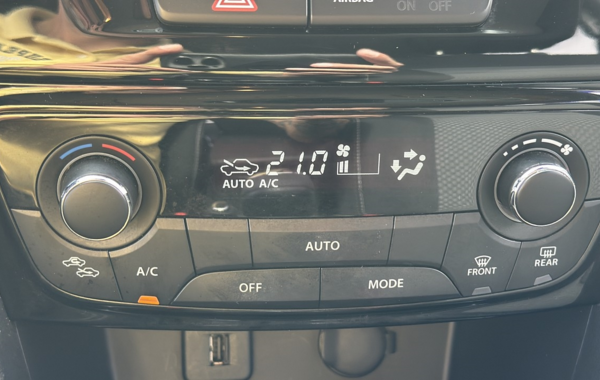 AIRBAG
ON OFF
21.0
AUTO A/C
AUTO
A/C
OFF
MODE
FRONT
REAR